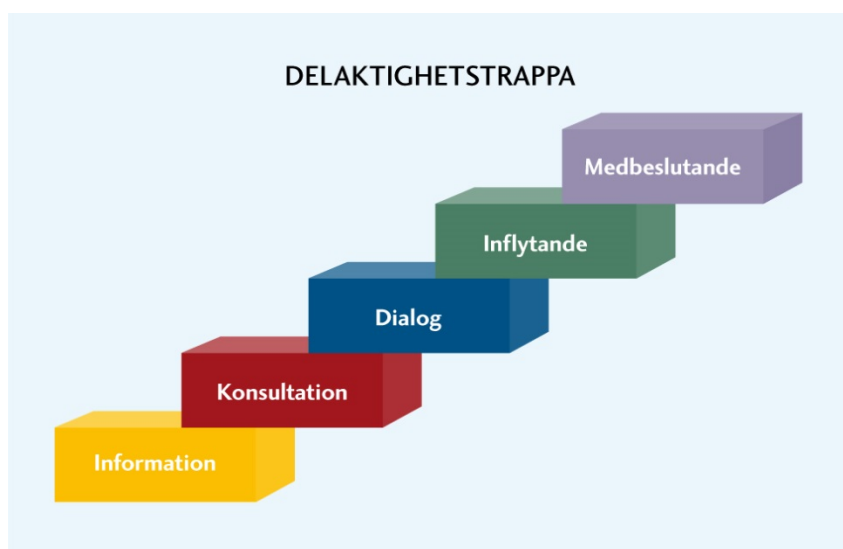 DELAKTIGHETSTRAPPA
Medbeslutande
Inflytande
Dialog
Konsultation
Information